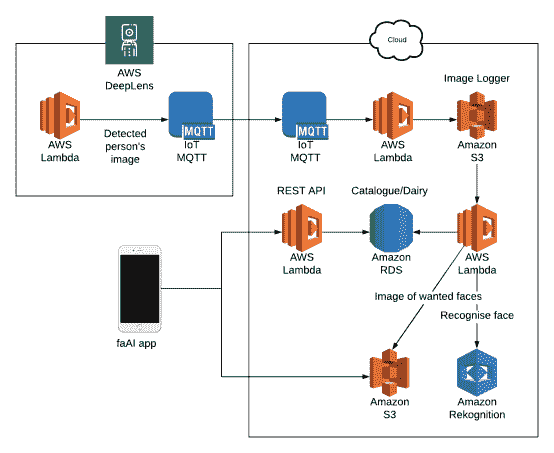 Cloud
AWS
DeepLens
Image Logger
MQTT
MQTT
AWS
Lambda
Detected
person's
image
IoT
MQTT
IoT
MQTT
AWS
Lambda
Amazon
S3
REST API
Catalogue/Dairy
AWS
Lambda
Amazon
RDS
AWS
Lambda
Image of wanted faces
Recognise face
faAI app
Amazon
S3
Amazon
Rekognition